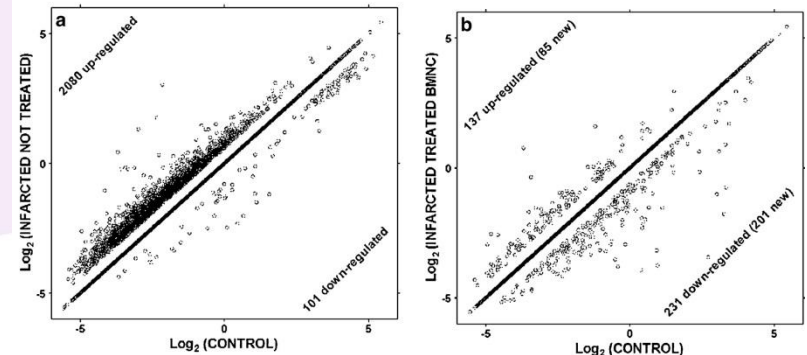 a
2080 up-regulated
101 down-regulated
Log2 (INFARCTED NOT TREATED)
5
0
-5
-5
0
5
Log2 (CONTROL)
b
137 up-regulated (85 new)
231 down-regulated (201 new)
Log2 (INFARCTED TREATED BMNC)
5
0
-5
-5
0
5
Log2 (CONTROL)